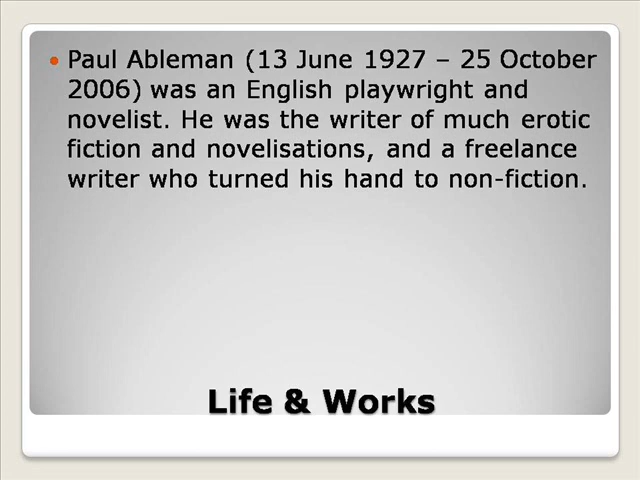 Paul Ableman (13 June 1927 – 25 October
2006) was an English playwright and
novelist. He was the writer of much erotic
fiction and novelisations, and a freelance
writer who turned his hand to non-fiction.
Life & Works